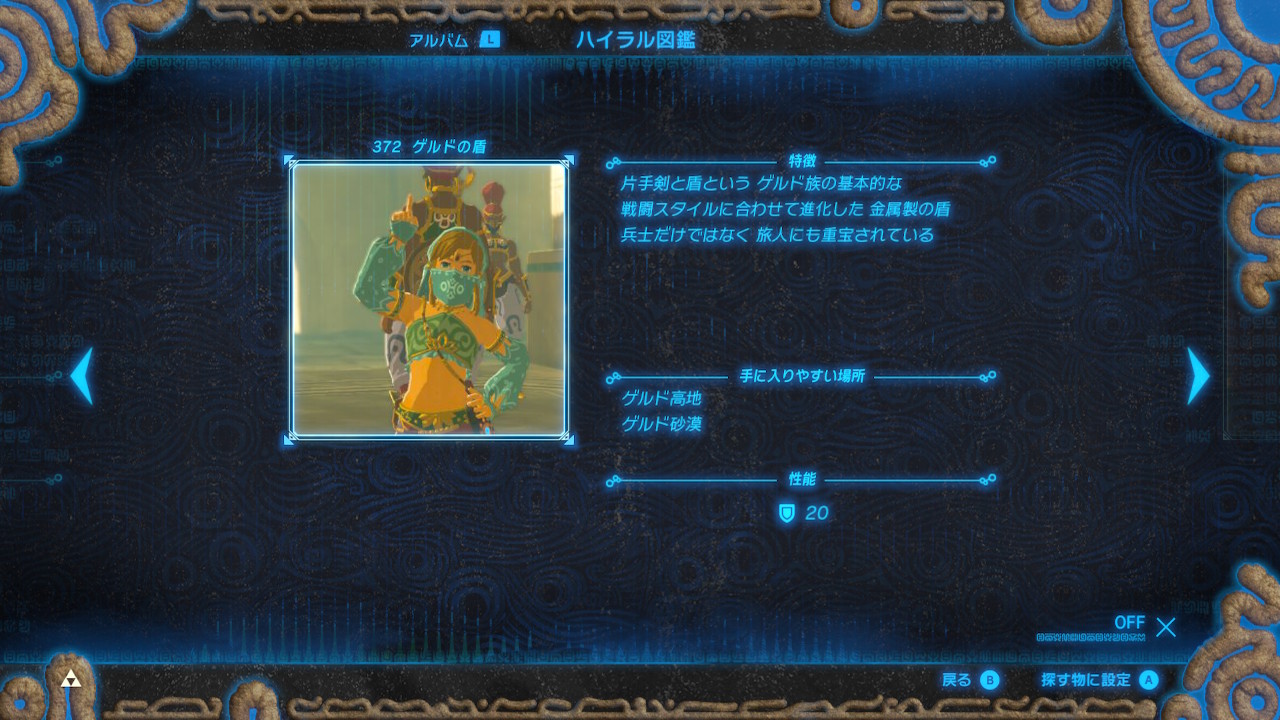 アルバム L
ハイラル図鑑
372 ゲルドの盾
特徴
片手剣と盾という ゲルド族の基本的な
戦闘スタイルに合わせて進化した 金属製の盾
兵士だけではなく 旅人にも重宝されている
手に入りやすい場所
ゲルド高地
ゲルド砂漠
性能
20
OFF
戻る B
探す物に設定 A